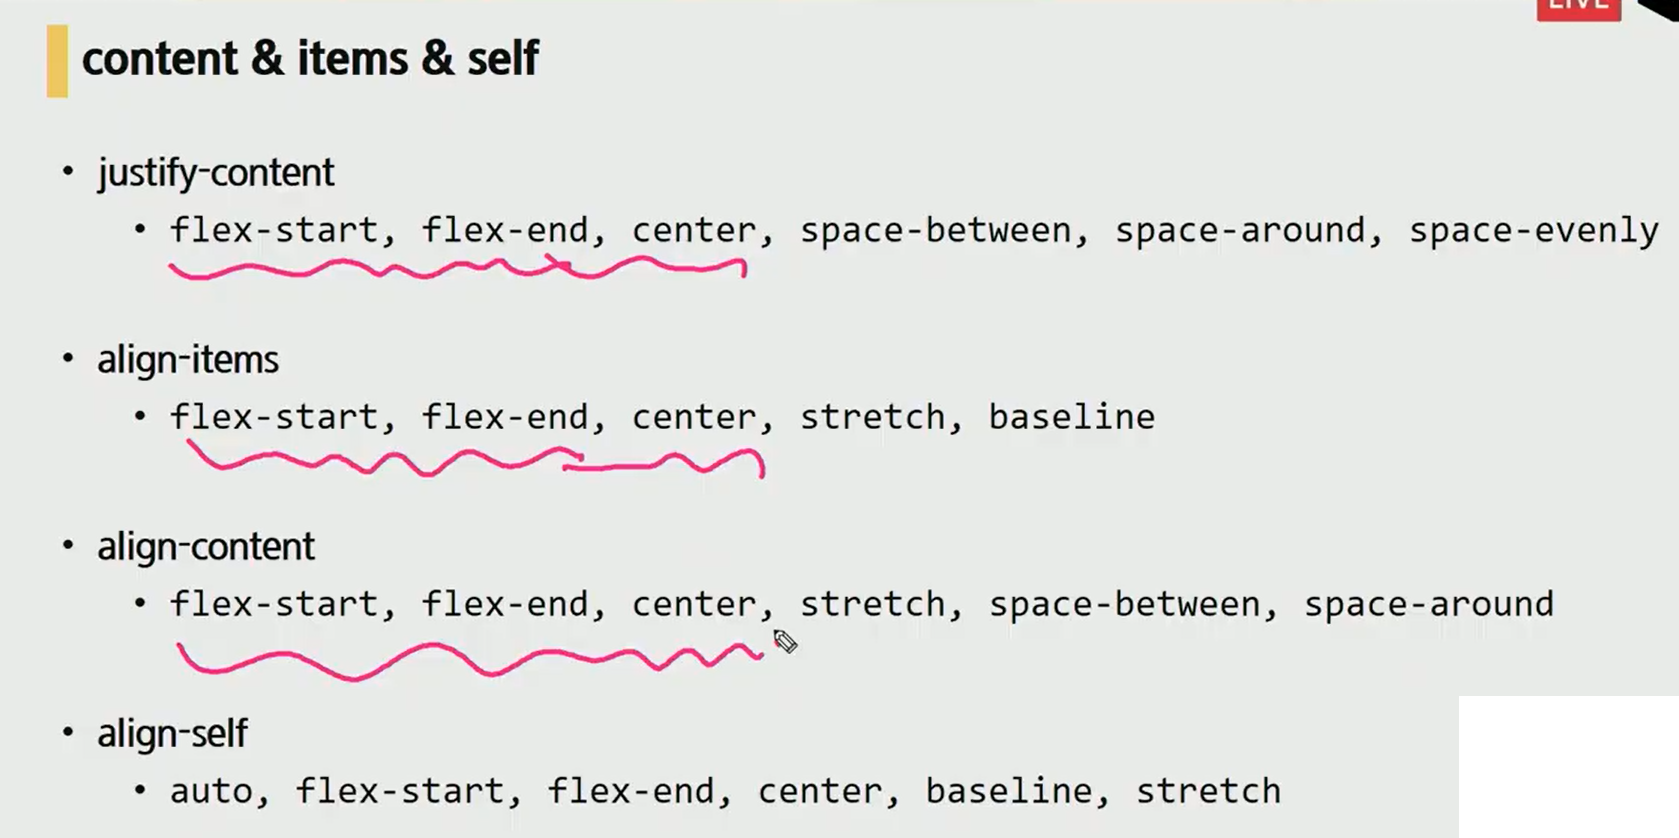 LIVE
content & items & self
• justify-content
• flex-start, flex-end, center, space-between, space-around, space-evenly
• align-items
• flex-start, flex-end, center, stretch, baseline
• align-content
• flex-start, flex-end, center, stretch, space-between, space-around
• align-self
• auto, flex-start, flex-end, center, baseline, stretch